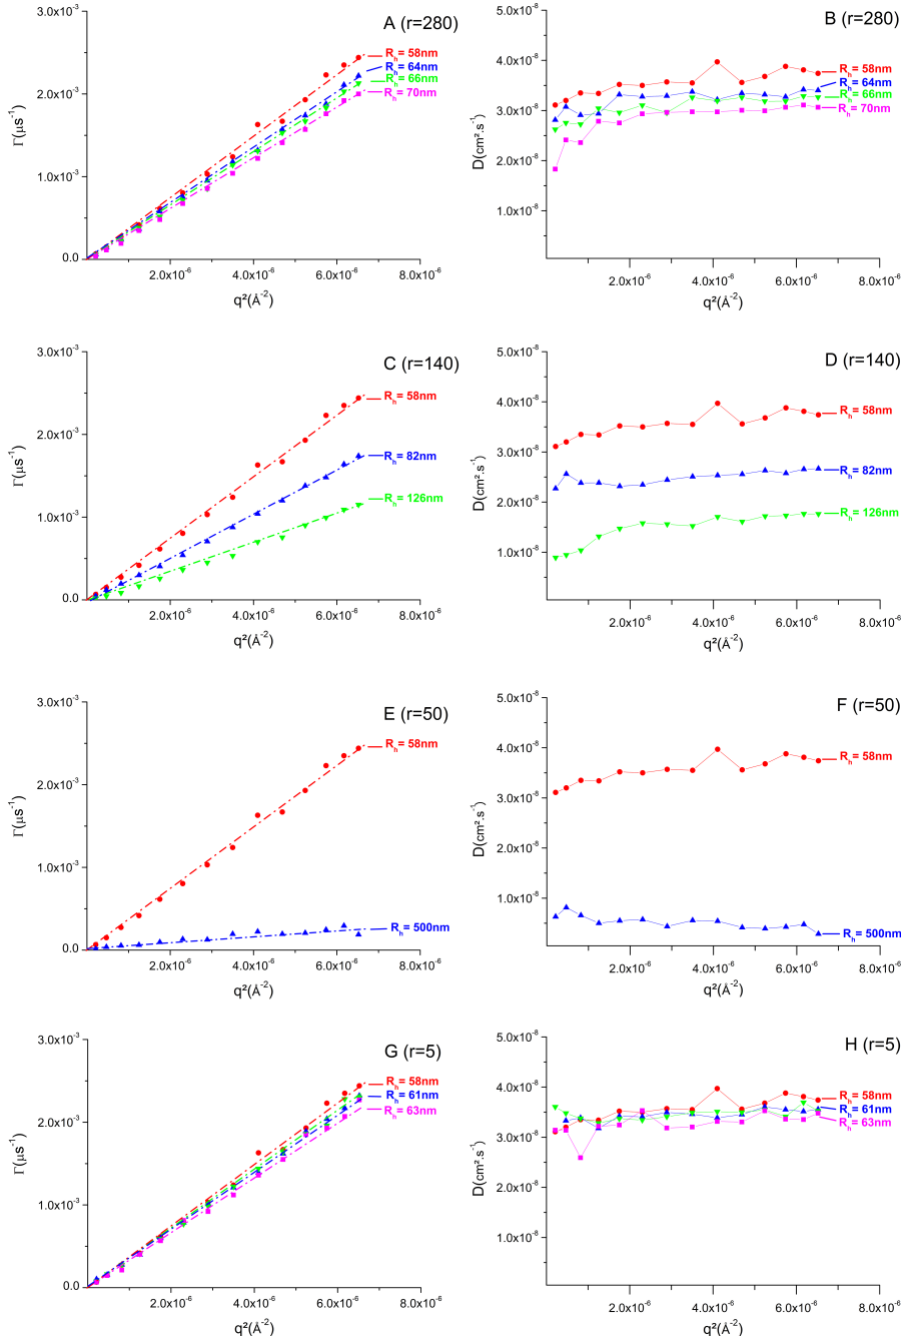 A (r=280)
3.0x10⁻³
2.0x10⁻³
1.0x10⁻³
0.0
Γ(µs⁻¹)
R_h = 58nm
R_h = 64nm
R_h = 66nm
R_h = 70nm
2.0x10⁻⁶ 4.0x10⁻⁶ 6.0x10⁻⁶ 8.0x10⁻⁶
q²(Å⁻²)
B (r=280)
5.0x10⁻⁸
4.0x10⁻⁸
3.0x10⁻⁸
2.0x10⁻⁸
1.0x10⁻⁸
D(cm².s⁻¹)
R_h = 58nm
R_h = 64nm
R_h = 66nm
R_h = 70nm
2.0x10⁻⁶ 4.0x10⁻⁶ 6.0x10⁻⁶ 8.0x10⁻⁶
q²(Å⁻²)
C (r=140)
3.0x10⁻³
2.0x10⁻³
1.0x10⁻³
0.0
Γ(µs⁻¹)
R_h = 58nm
R_h = 82nm
R_h = 126nm
2.0x10⁻⁶ 4.0x10⁻⁶ 6.0x10⁻⁶ 8.0x10⁻⁶
q²(Å⁻²)
D (r=140)
5.0x10⁻⁸
4.0x10⁻⁸
3.0x10⁻⁸
2.0x10⁻⁸
1.0x10⁻⁸
D(cm².s⁻¹)
R_h = 58nm
R_h = 82nm
R_h = 126nm
2.0x10⁻⁶ 4.0x10⁻⁶ 6.0x10⁻⁶ 8.0x10⁻⁶
q²(Å⁻²)
E (r=50)
3.0x10⁻³
2.0x10⁻³
1.0x10⁻³
0.0
Γ(µs⁻¹)
R_h = 58nm
R_h = 500nm
2.0x10⁻⁶ 4.0x10⁻⁶ 6.0x10⁻⁶ 8.0x10⁻⁶
q²(Å⁻²)
F (r=50)
5.0x10⁻⁸
4.0x10⁻⁸
3.0x10⁻⁸
2.0x10⁻⁸
1.0x10⁻⁸
D(cm².s⁻¹)
R_h = 58nm
R_h = 500nm
2.0x10⁻⁶ 4.0x10⁻⁶ 6.0x10⁻⁶ 8.0x10⁻⁶
q²(Å⁻²)
G (r=5)
3.0x10⁻³
2.0x10⁻³
1.0x10⁻³
0.0
Γ(µs⁻¹)
R_h = 58nm
R_h = 61nm
R_h = 63nm
2.0x10⁻⁶ 4.0x10⁻⁶ 6.0x10⁻⁶ 8.0x10⁻⁶
q²(Å⁻²)
H (r=5)
5.0x10⁻⁸
4.0x10⁻⁸
3.0x10⁻⁸
2.0x10⁻⁸
1.0x10⁻⁸
D(cm².s⁻¹)
R_h = 58nm
R_h = 61nm
R_h = 63nm
2.0x10⁻⁶ 4.0x10⁻⁶ 6.0x10⁻⁶ 8.0x10⁻⁶
q²(Å⁻²)